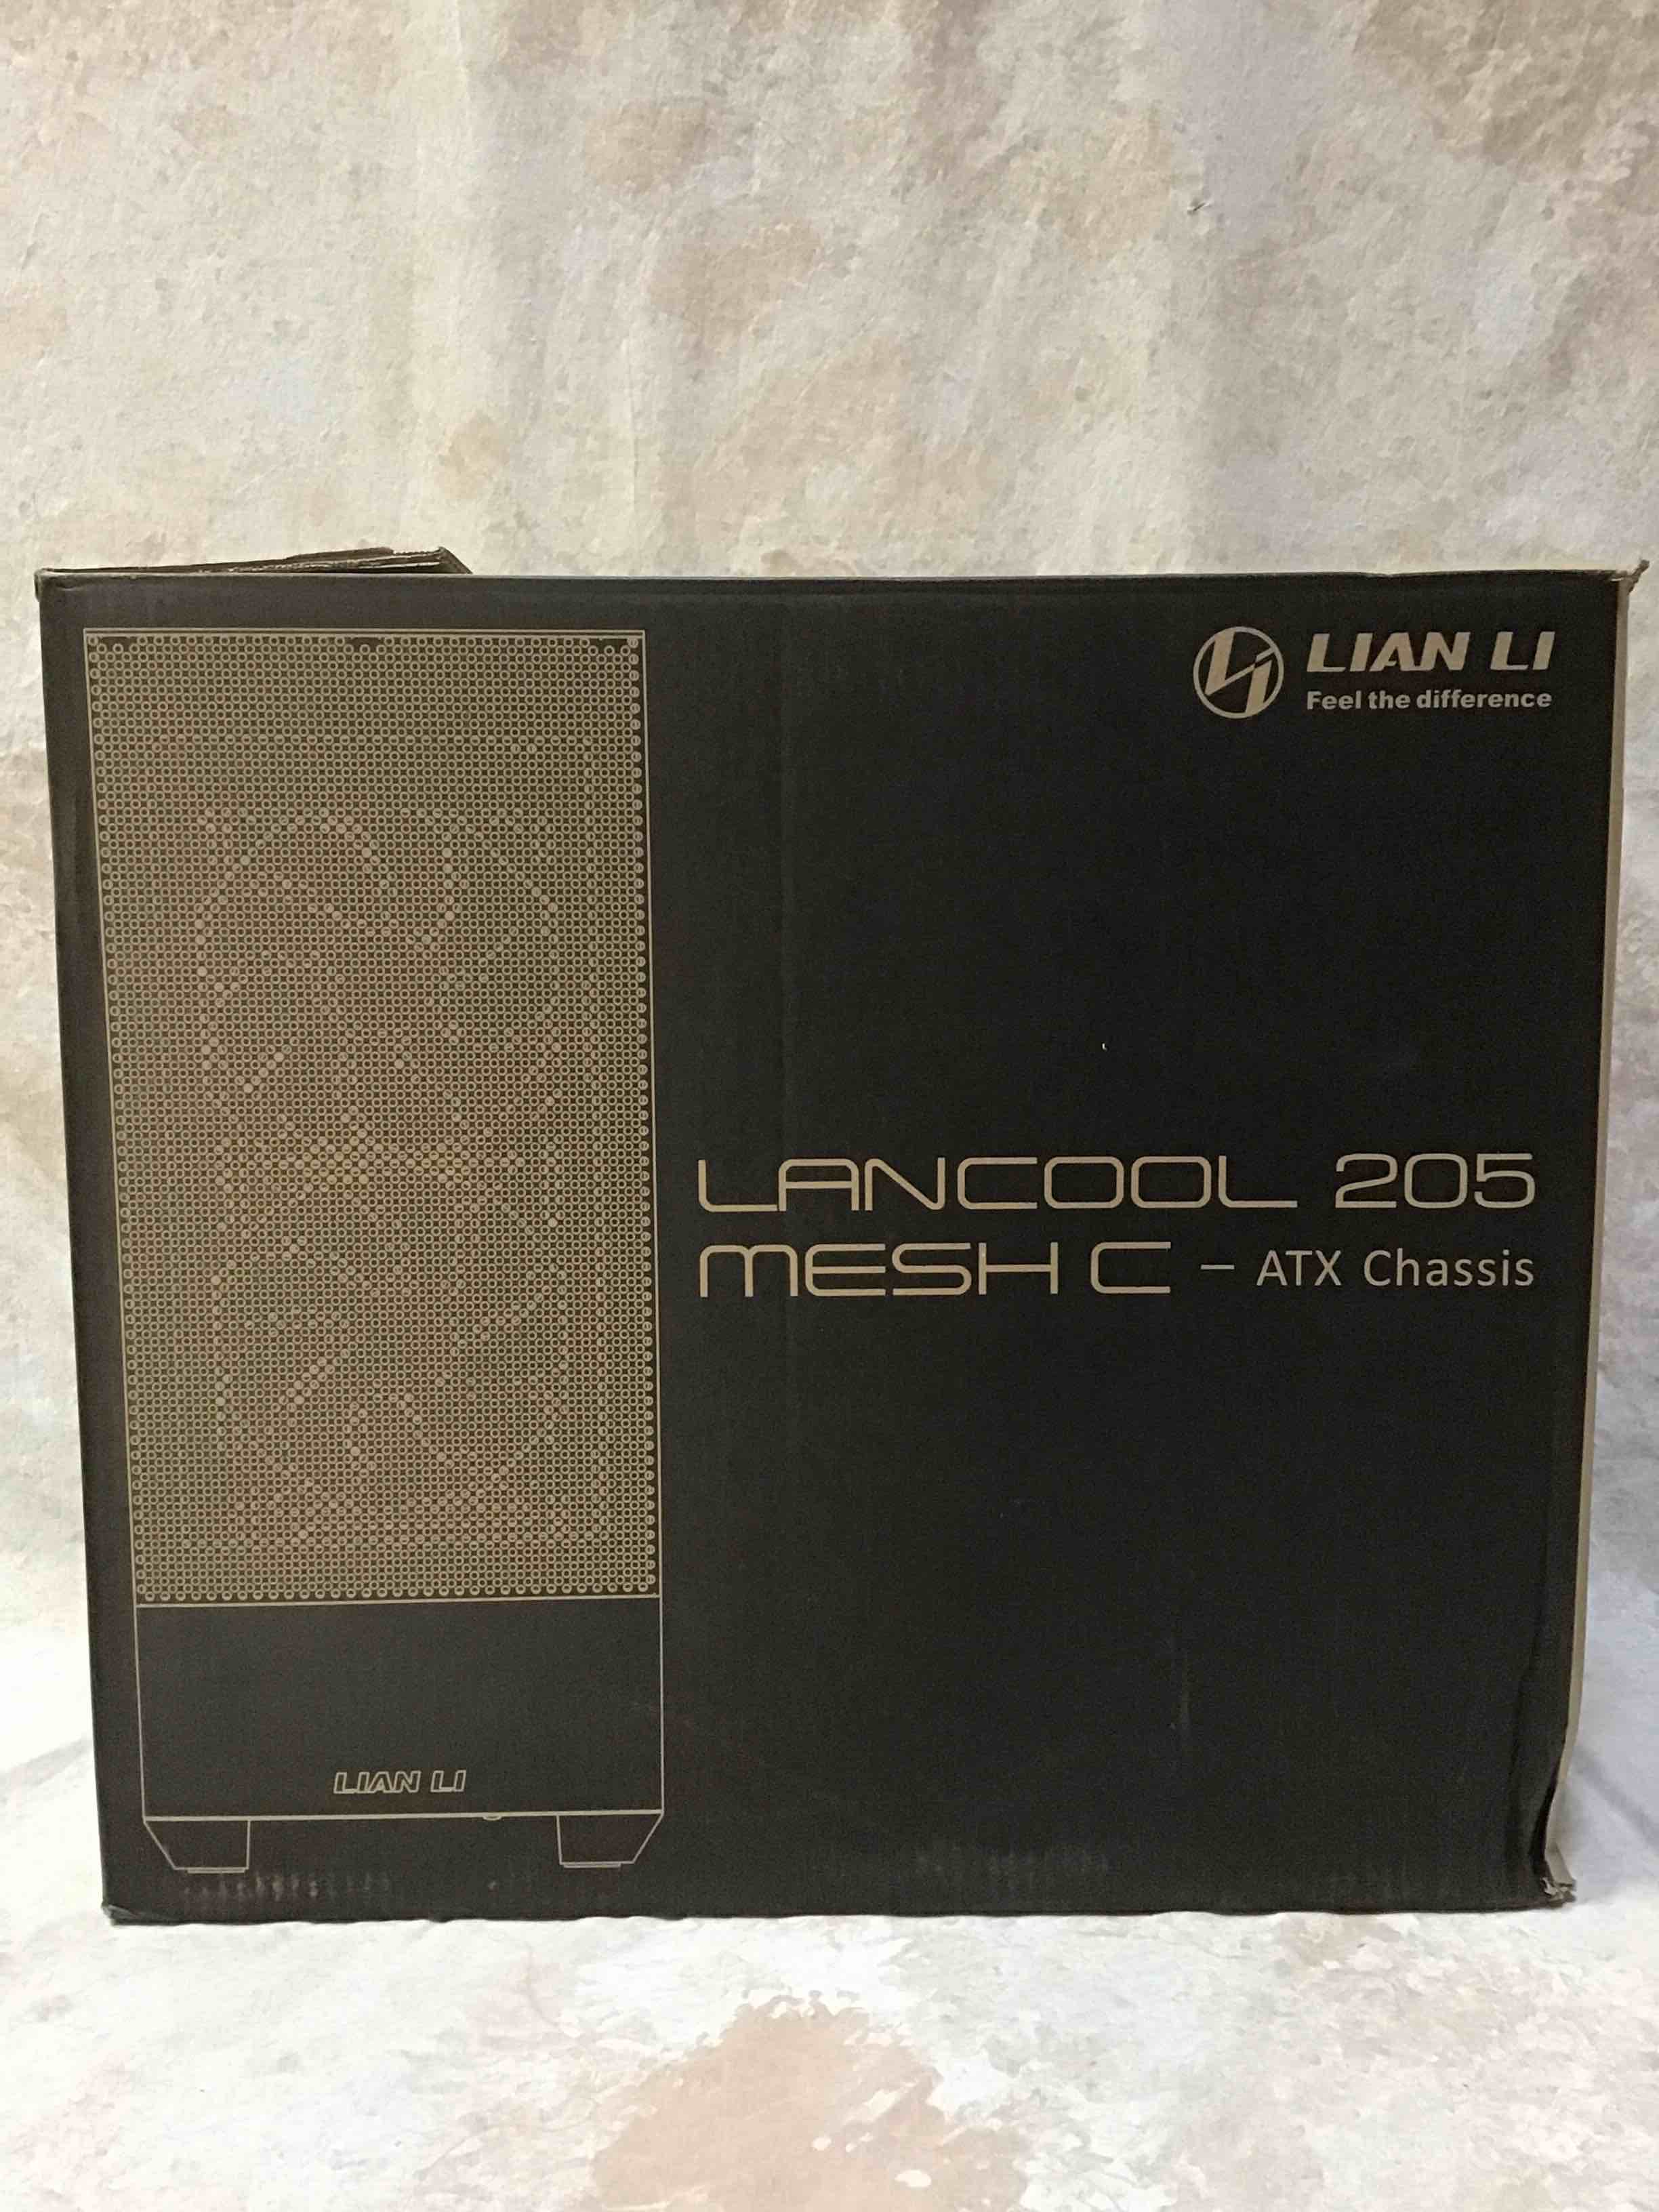 LIAN LI
Feel the difference
LANCOOL 205
MESH C – ATX Chassis
LIAN LI